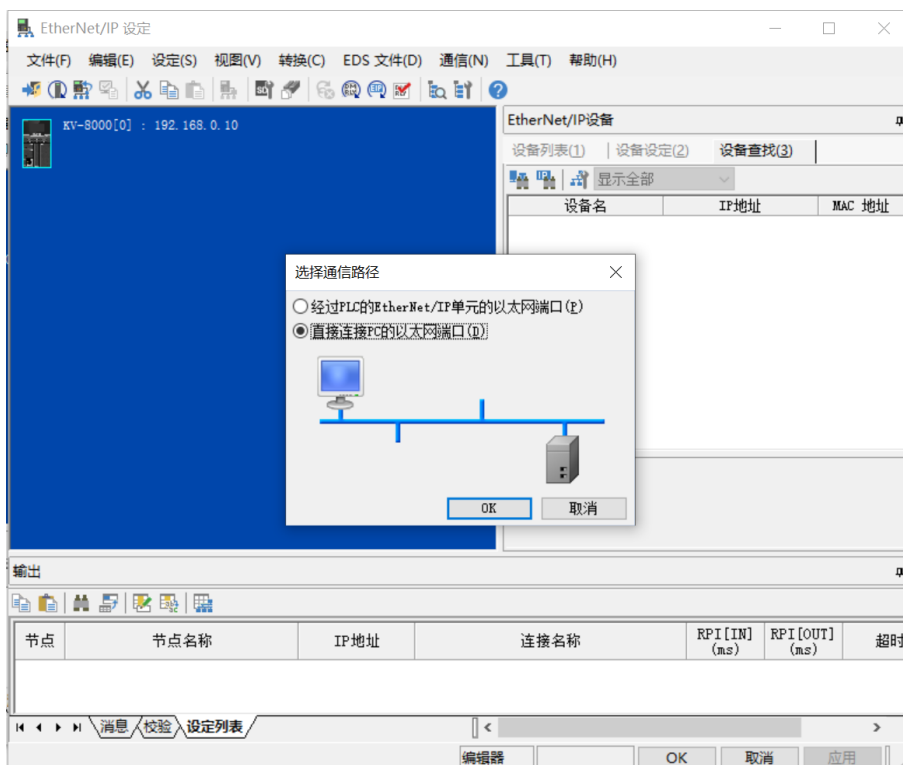 EtherNet/IP 设定
文件(F) 编辑(E) 设定(S) 视图(V) 转换(C) EDS 文件(D) 通信(N) 工具(T) 帮助(H)
KV-8000[0] : 192.168.0.10
EtherNet/IP设备
设备列表(1) 设备设定(2) 设备查找(3)
显示全部
设备名 IP地址 MAC 地址
选择通信路径
经过PLC的EtherNet/IP单元的以太网端口(P)
直接连接PC的以太网端口(D)
OK 取消
输出
节点 节点名称 IP地址 连接名称 RPI[IN] (ms) RPI[OUT] (ms) 超时
消息 校验 设定列表
编辑器 OK 取消 应用